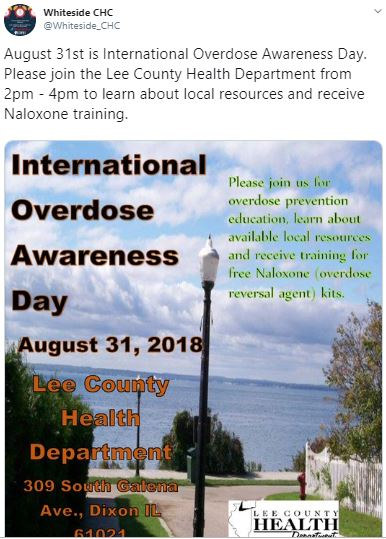 Whiteside CHC
@Whiteside_CHC
August 31st is International Overdose Awareness Day.
Please join the Lee County Health Department from
2pm - 4pm to learn about local resources and receive
Naloxone training.
International
Overdose
Awareness
Day
August 31, 2018
Lee County
Health
Department
309 South Galena
Ave., Dixon IL
61021
Please join us for
overdose prevention
education, learn about
available local resources
and receive training for
free Naloxone (overdose
reversal agent) kits.
LEE COUNTY
HEALTH
Department